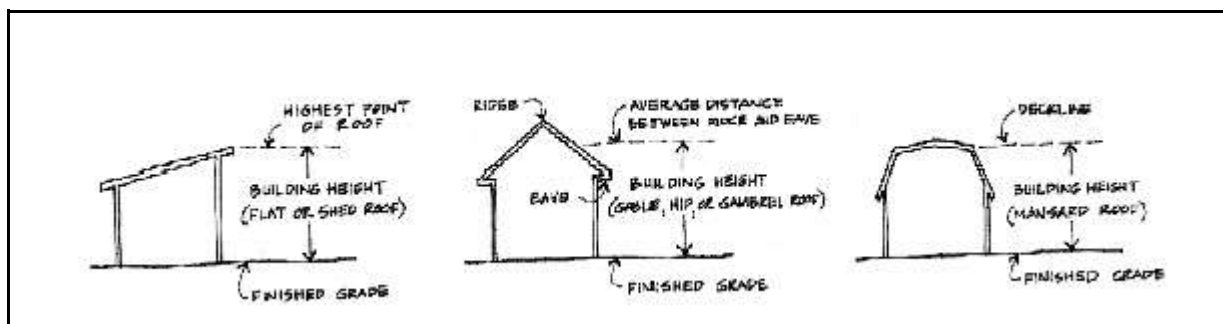 HIGHEST POINT
OF ROOF
BUILDING HEIGHT
(FLAT OR SHED ROOF)
FINISHED GRADE
RIDGE
AVERAGE DISTANCE
BETWEEN RIDGE AND EAVE
EAVE
BUILDING HEIGHT
(GABLE, HIP, OR GAMBREL ROOF)
FINISHED GRADE
DECKLINE
BUILDING HEIGHT
(MANSARD ROOF)
FINISHED GRADE